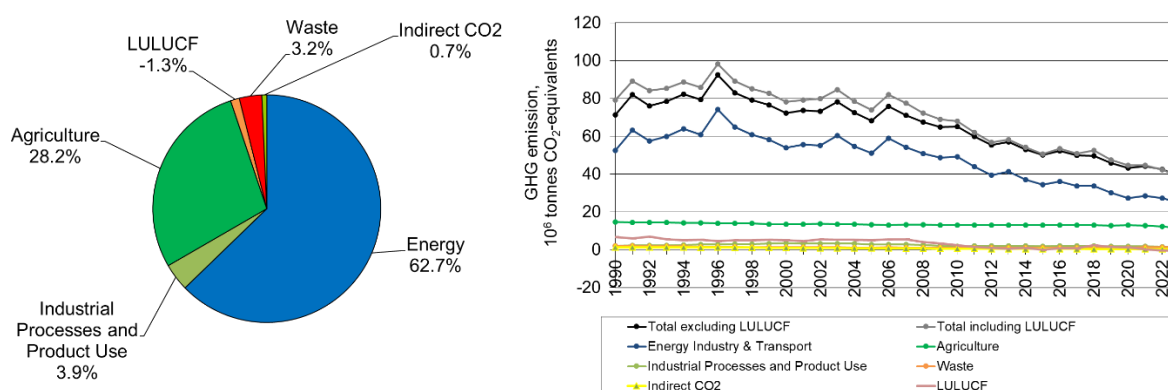 Waste
3.2%
Indirect CO2
0.7%
LULUCF
-1.3%
Agriculture
28.2%
Energy
62.7%
Industrial
Processes and
Product Use
3.9%
GHG emission,
10⁶ tonnes CO₂-equivalents
120
100
80
60
40
20
0
-20
1990
1992
1994
1996
1998
2000
2002
2004
2006
2008
2010
2012
2014
2016
2018
2020
2022
Total excluding LULUCF
Total including LULUCF
Energy Industry & Transport
Agriculture
Industrial Processes and Product Use
Waste
Indirect CO2
LULUCF